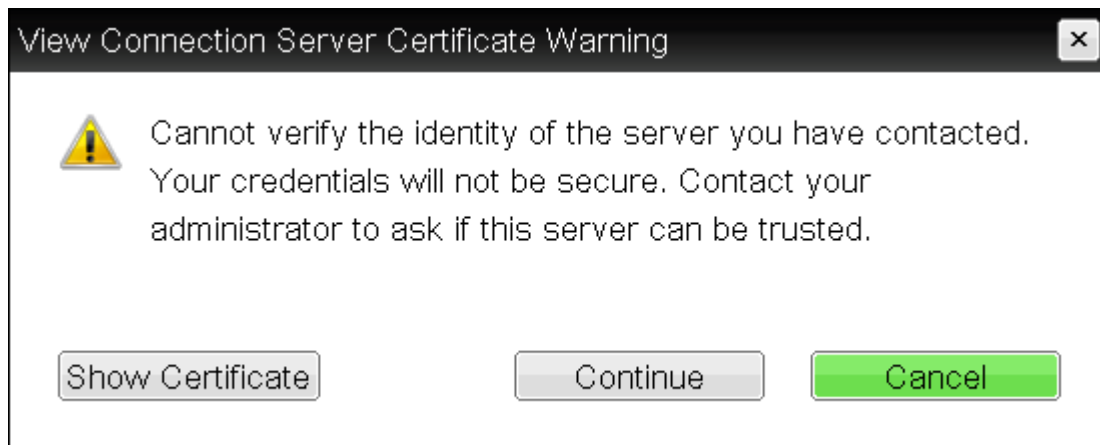 View Connection Server Certificate Warning
Cannot verify the identity of the server you have contacted.
Your credentials will not be secure. Contact your
administrator to ask if this server can be trusted.
Show Certificate
Continue
Cancel